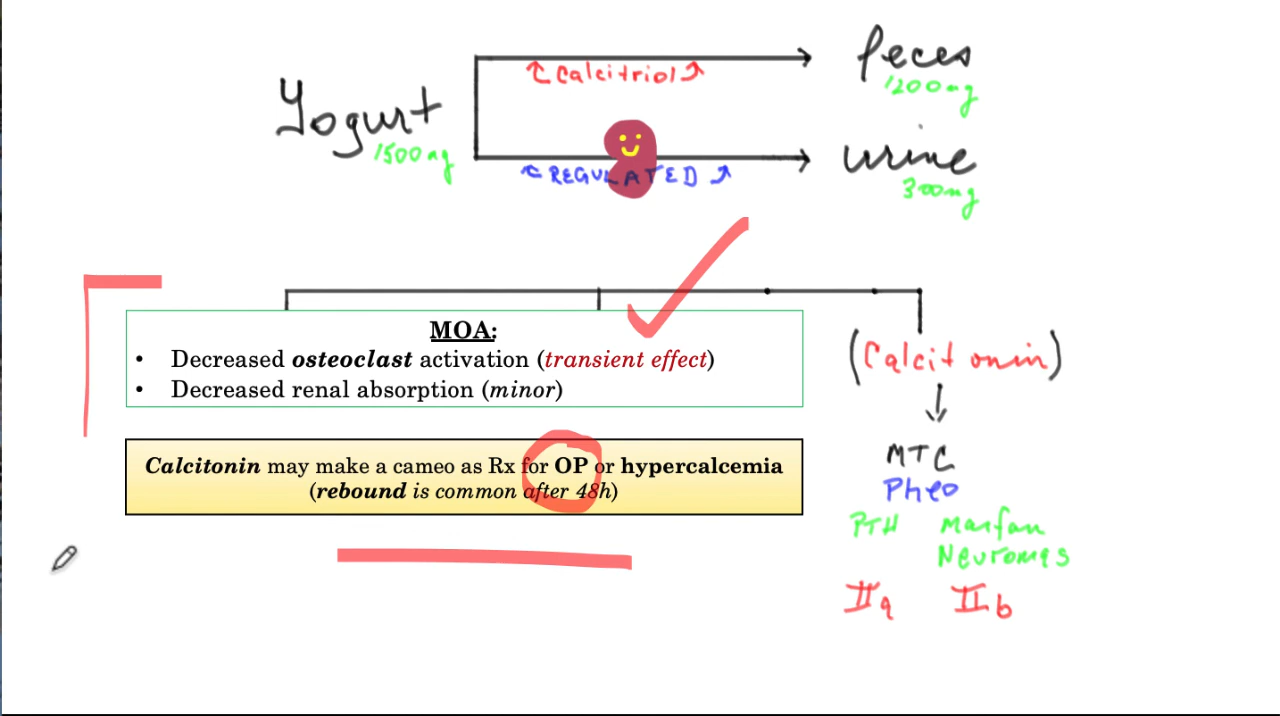 Yogurt
1500mg
Calcitriol
feces
1200mg
REGULATED
urine
300mg
MOA:
• Decreased osteoclast activation (transient effect)
• Decreased renal absorption (minor)
Calcitonin may make a cameo as Rx for OP or hypercalcemia
(rebound is common after 48h)
(Calcitonin)
MTC
Pheo
PTH Marfan
Neuromas
IIa IIb